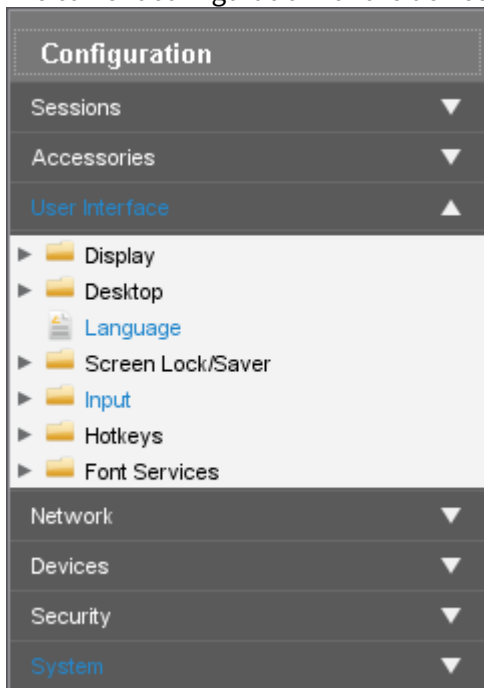 Configuration
Sessions
Accessories
User Interface
Display
Desktop
Language
Screen Lock/Saver
Input
Hotkeys
Font Services
Network
Devices
Security
System